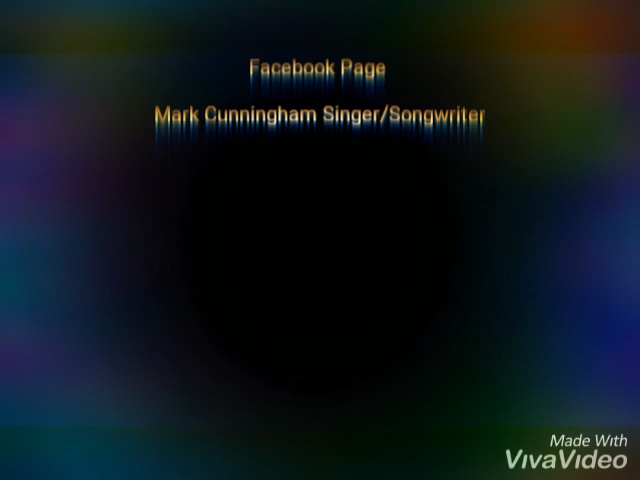 Facebook Page
Mark Cunningham Singer/Songwriter
Made With
VivaVideo